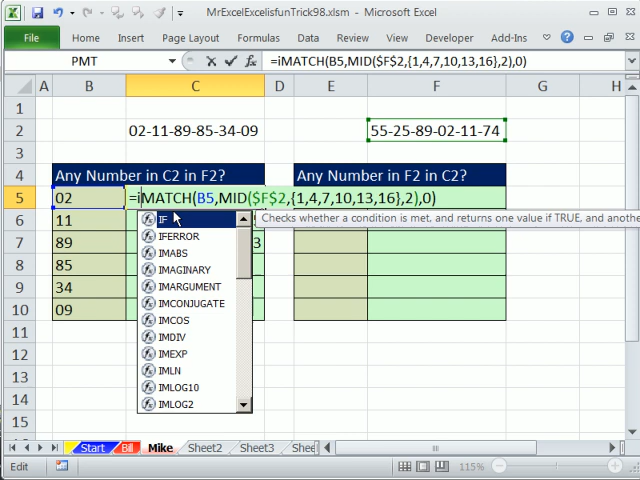 MrExcelExcelisfunTrick98.xlsm - Microsoft Excel
File Home Insert Page Layout Formulas Data Review View Developer Add-Ins
PMT =iMATCH(B5,MID($F$2,{1,4,7,10,13,16},2),0)
A B C D E F G H
1
2 02-11-89-85-34-09 55-25-89-02-11-74
3
4 Any Number in C2 in F2? Any Number in F2 in C2?
5 02 =iMATCH(B5,MID($F$2,{1,4,7,10,13,16},2),0)
IF Checks whether a condition is met, and returns one value if TRUE, and anothe
6 11
IFERROR
7 89 3
IMABS
IMAGINARY
8 85
IMARGUMENT
9 34
IMCONJUGATE
10 09
IMCOS
11
IMDIV
12
IMEXP
13
IMLN
IMLOG10
14
IMLOG2
15
Start Bill Mike Sheet2 Sheet3 Shee
Edit 115%